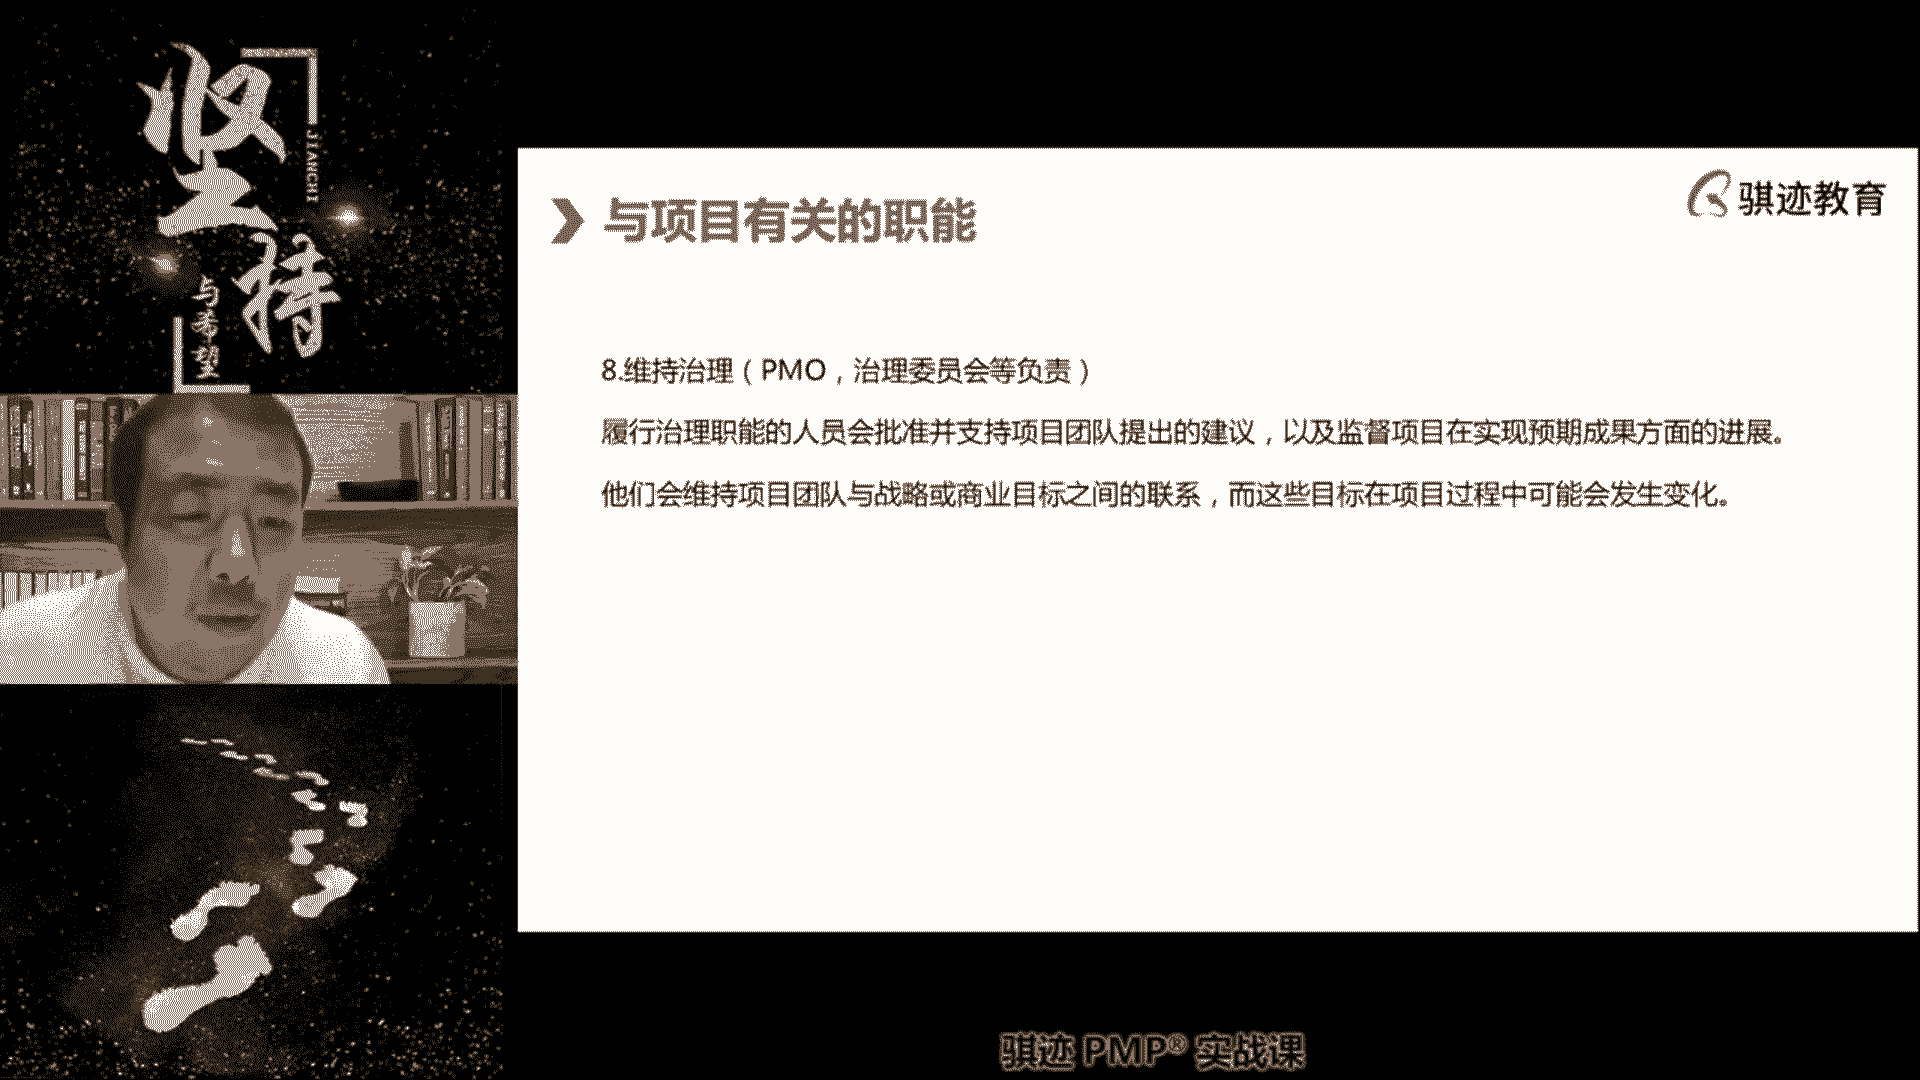 坚持
JIANCHI
与希望
骐迹教育
与项目有关的职能
8.维持治理（PMO，治理委员会等负责）
履行治理职能的人员会批准并支持项目团队提出的建议，以及监督项目在实现预期成果方面的进展。
他们会维持项目团队与战略或商业目标之间的联系，而这些目标在项目过程中可能会发生变化。
骐迹 PMP® 实战课